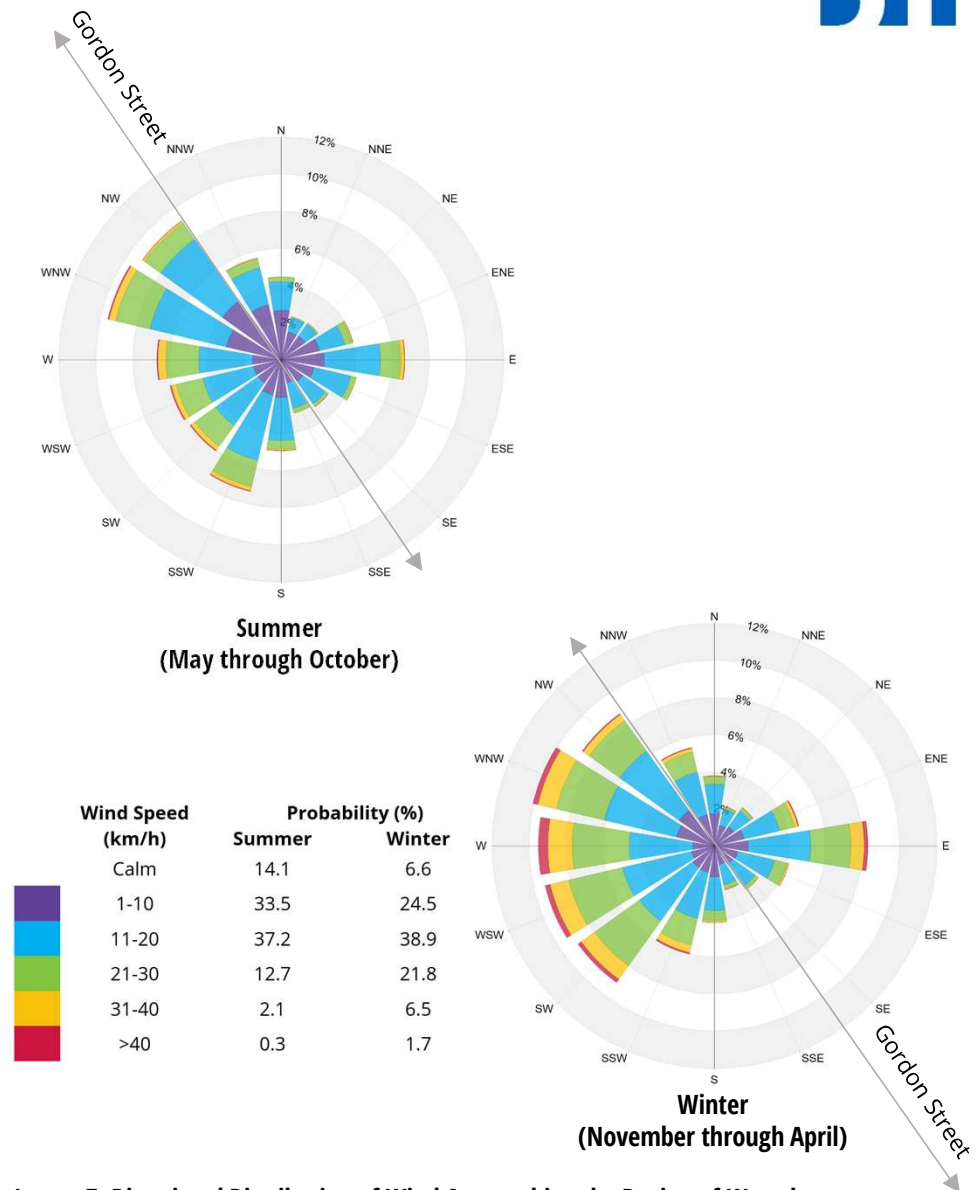 Gordon Street
N
NNE
NE
ENE
E
ESE
SE
SSE
S
SSW
SW
WSW
W
WNW
NW
NNW
12%
10%
8%
6%
4%
2%
Summer
(May through October)
N
NNE
NE
ENE
E
ESE
SE
SSE
S
SSW
SW
WSW
W
WNW
NW
NNW
12%
10%
8%
6%
4%
2%
Gordon Street
Winter
(November through April)
Wind Speed Probability (%)
(km/h) Summer Winter
Calm 14.1 6.6
1-10 33.5 24.5
11-20 37.2 38.9
21-30 12.7 21.8
31-40 2.1 6.5
>40 0.3 1.7